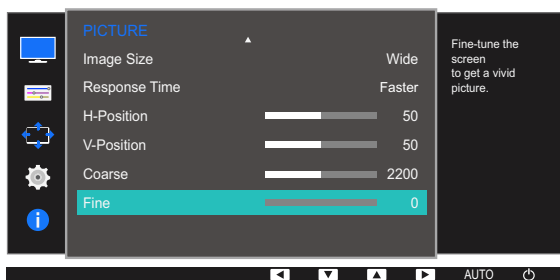 PICTURE
Image Size Wide
Response Time Faster
H-Position 50
V-Position 50
Coarse 2200
Fine 0
Fine-tune the
screen
to get a vivid
picture.
AUTO